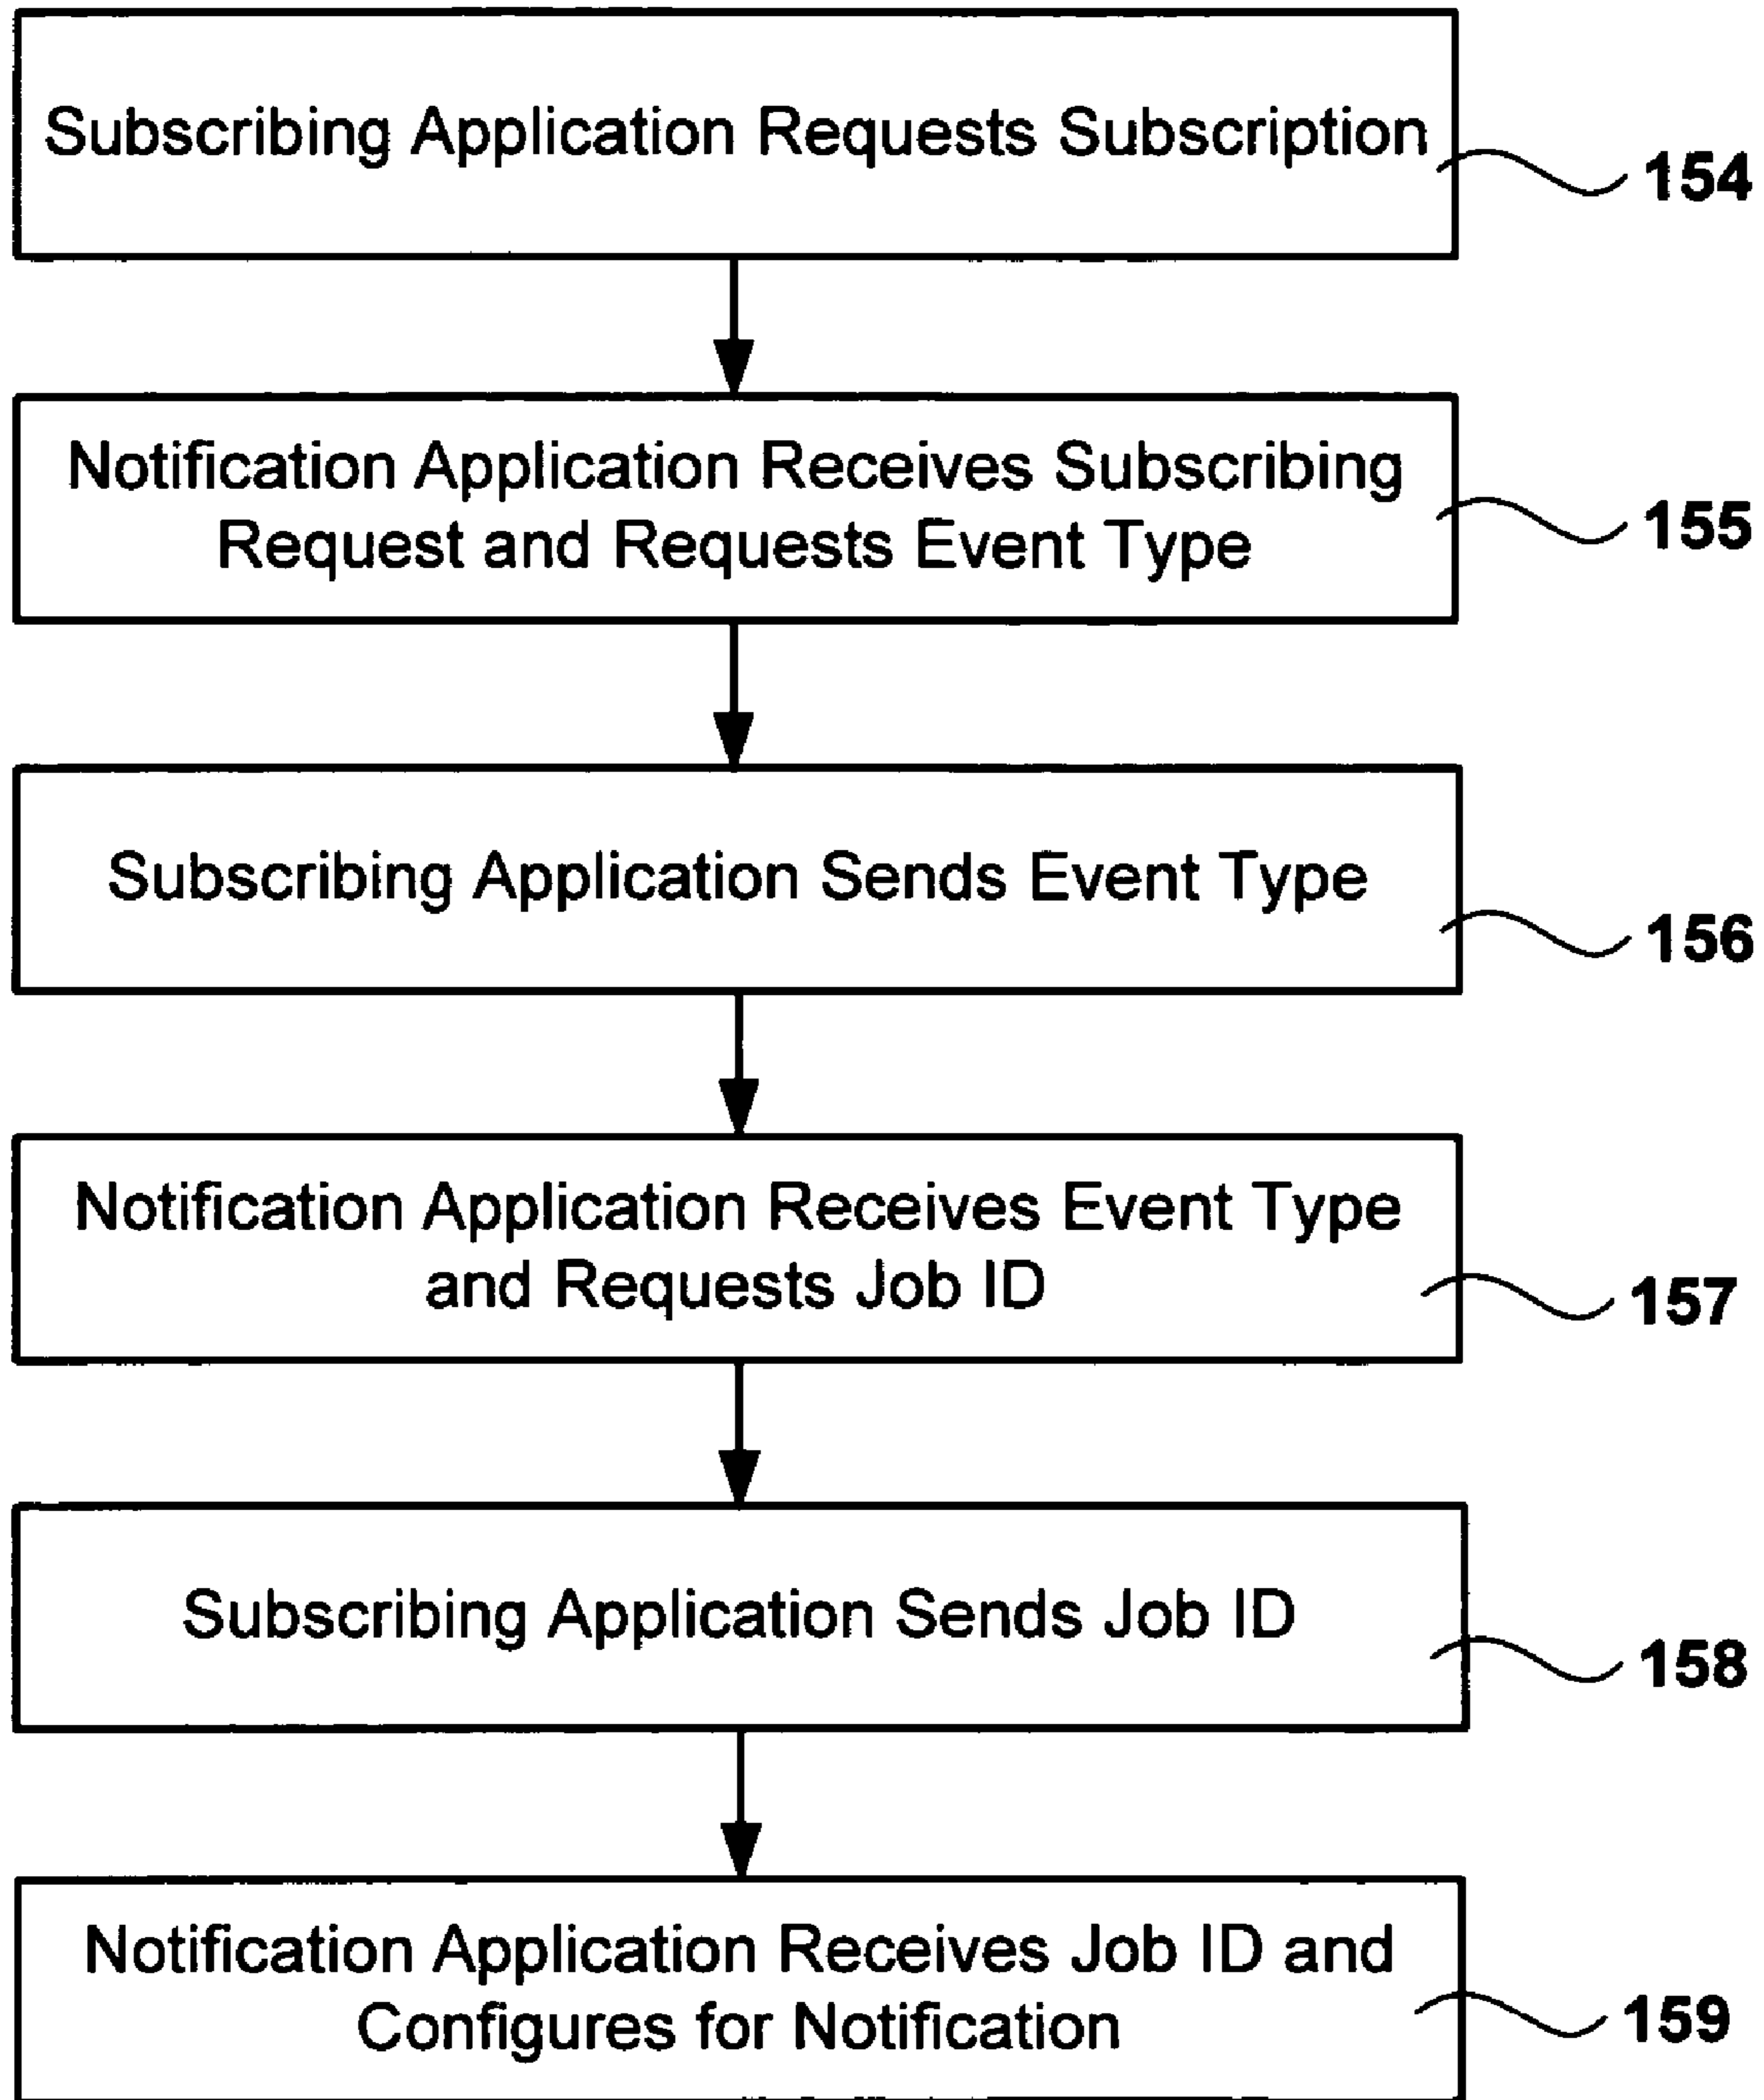 Subscribing Application Requests Subscription
154
Notification Application Receives Subscribing
Request and Requests Event Type
155
Subscribing Application Sends Event Type
156
Notification Application Receives Event Type
and Requests Job ID
157
Subscribing Application Sends Job ID
158
Notification Application Receives Job ID and
Configures for Notification
159